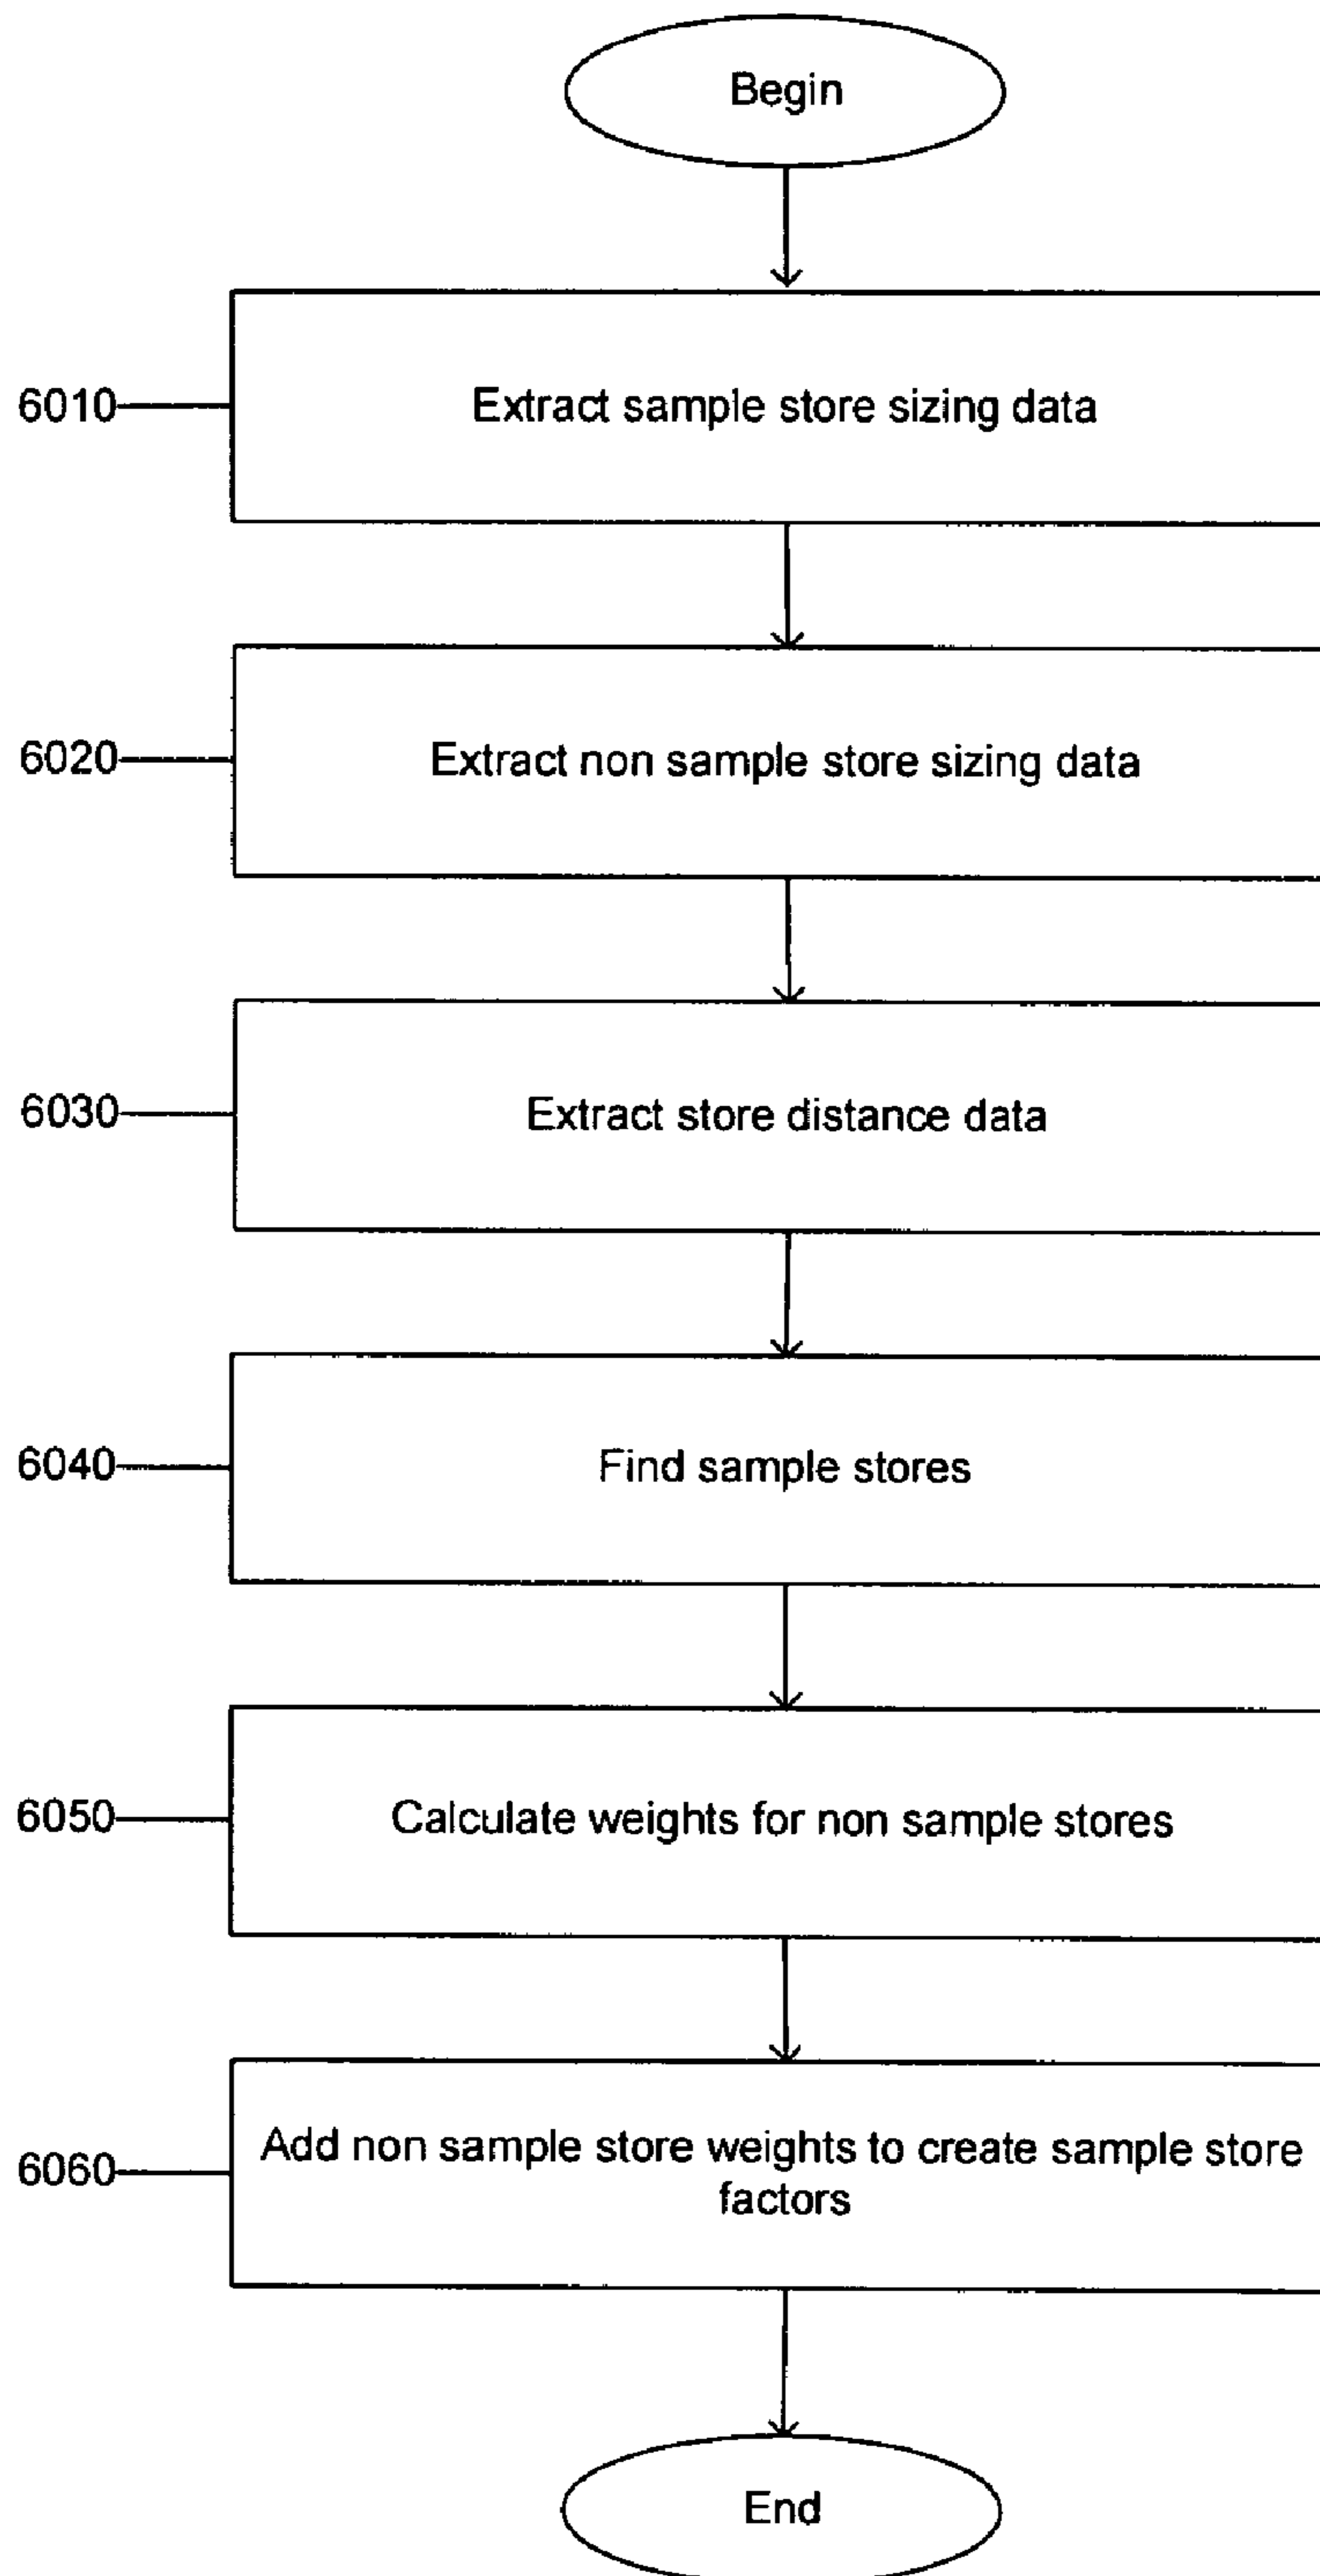 Begin
6010
Extract sample store sizing data
6020
Extract non sample store sizing data
6030
Extract store distance data
6040
Find sample stores
6050
Calculate weights for non sample stores
6060
Add non sample store weights to create sample store
factors
End